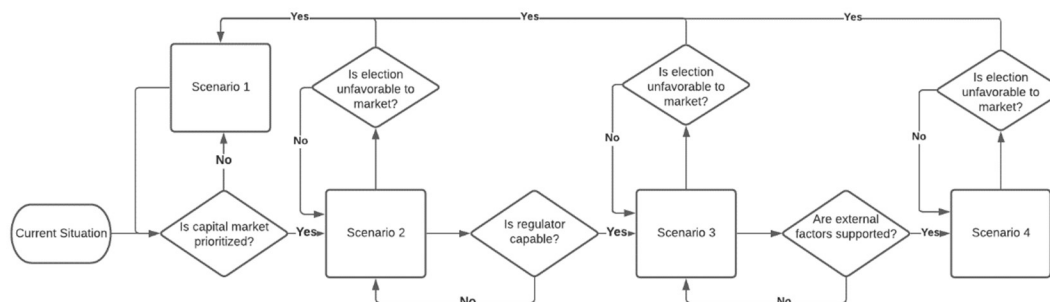 Yes
Yes
Yes
Scenario 1
Is election
unfavorable to
market?
Is election
unfavorable to
market?
Is election
unfavorable to
market?
No
No
No
No
Current Situation
Is capital market
prioritized?
Yes
Scenario 2
Is regulator
capable?
Yes
Scenario 3
Are external
factors supported?
Yes
Scenario 4
No
No